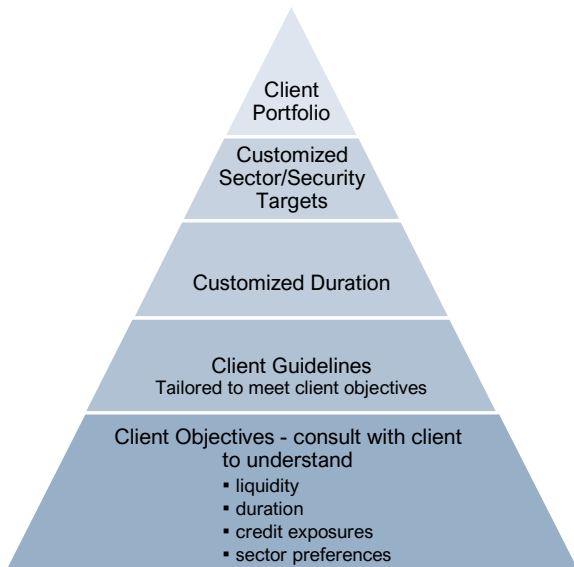 Client
Portfolio
Customized
Sector/Security
Targets
Customized Duration
Client Guidelines
Tailored to meet client objectives
Client Objectives - consult with client
to understand
▪ liquidity
▪ duration
▪ credit exposures
▪ sector preferences